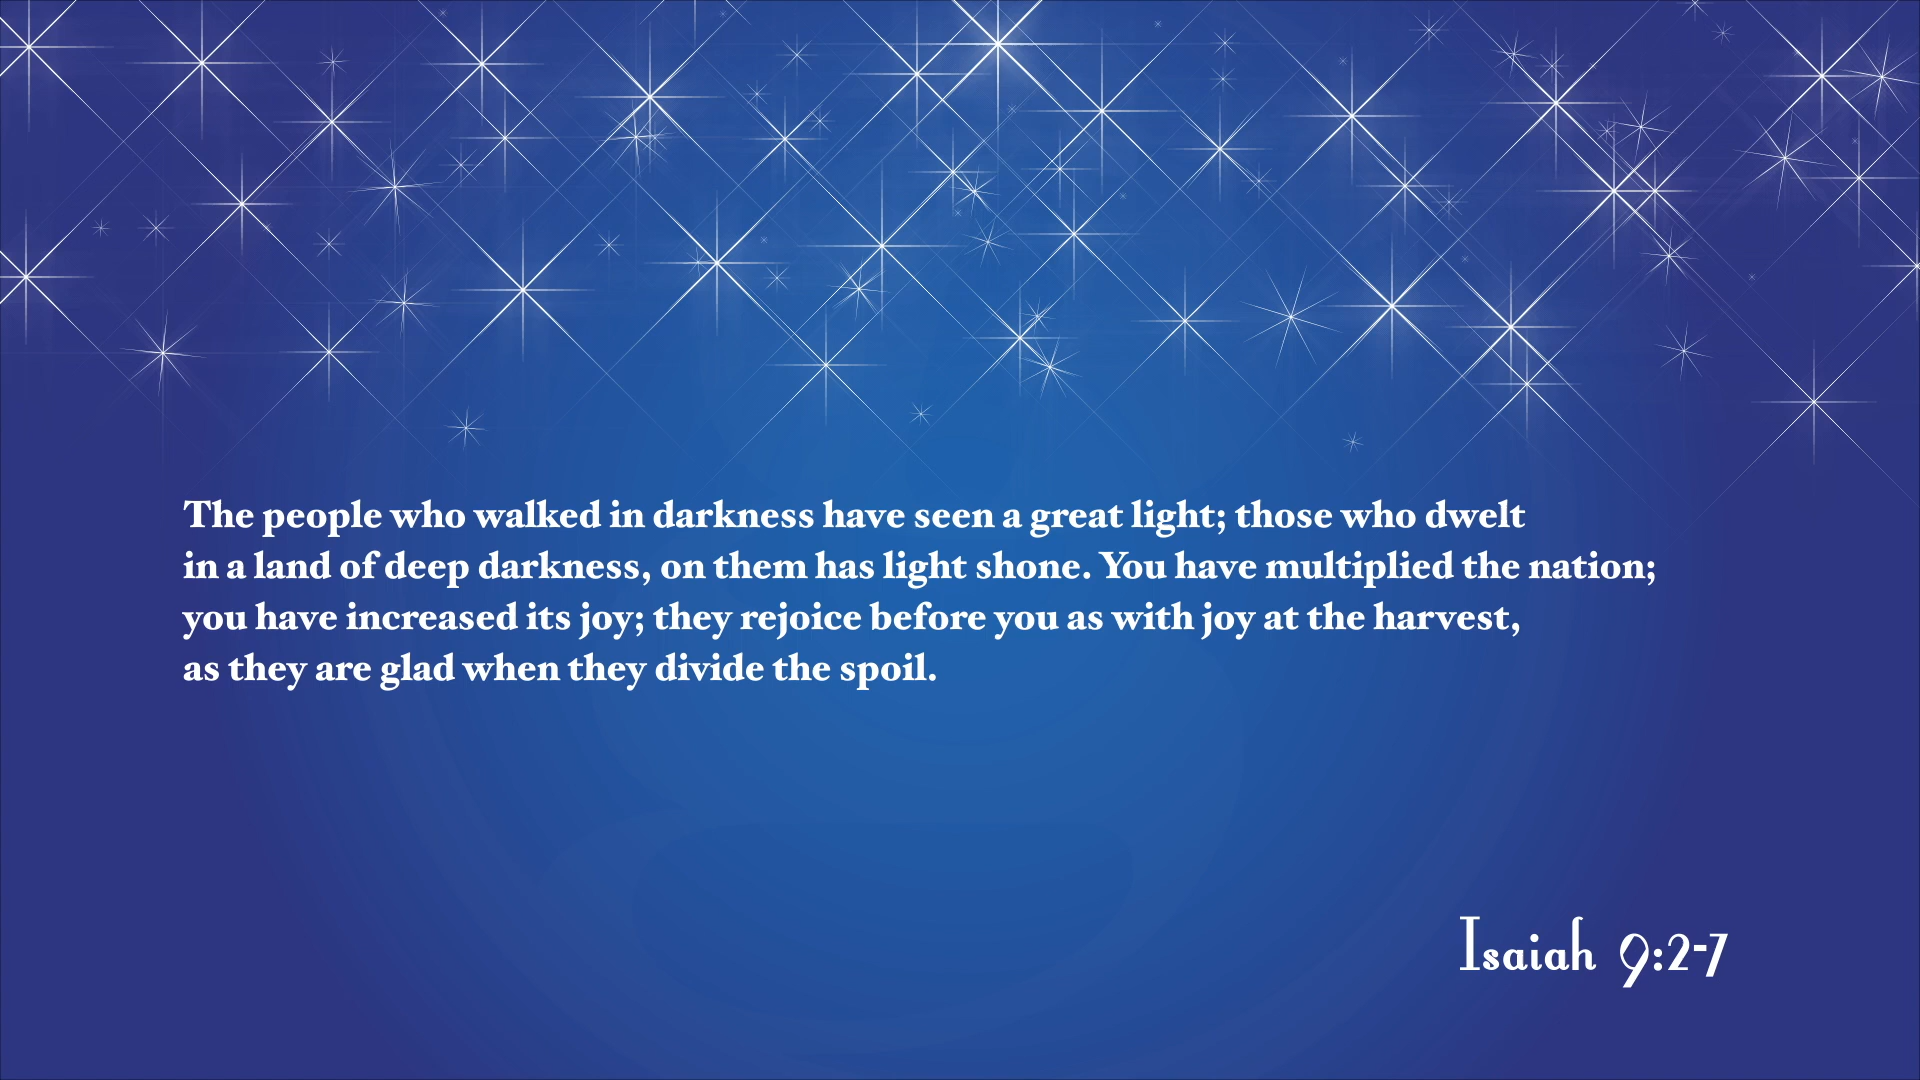 The people who walked in darkness have seen a great light; those who dwelt
in a land of deep darkness, on them has light shone. You have multiplied the nation;
you have increased its joy; they rejoice before you as with joy at the harvest,
as they are glad when they divide the spoil.
Isaiah 9:2-7